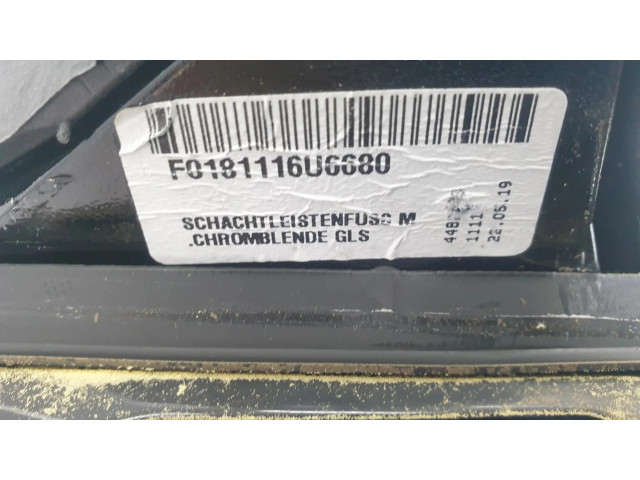 F0181116U6680
SCHACHTLEISTENFUSS M
.CHROMBLENDE GLS
1111
22.05.19